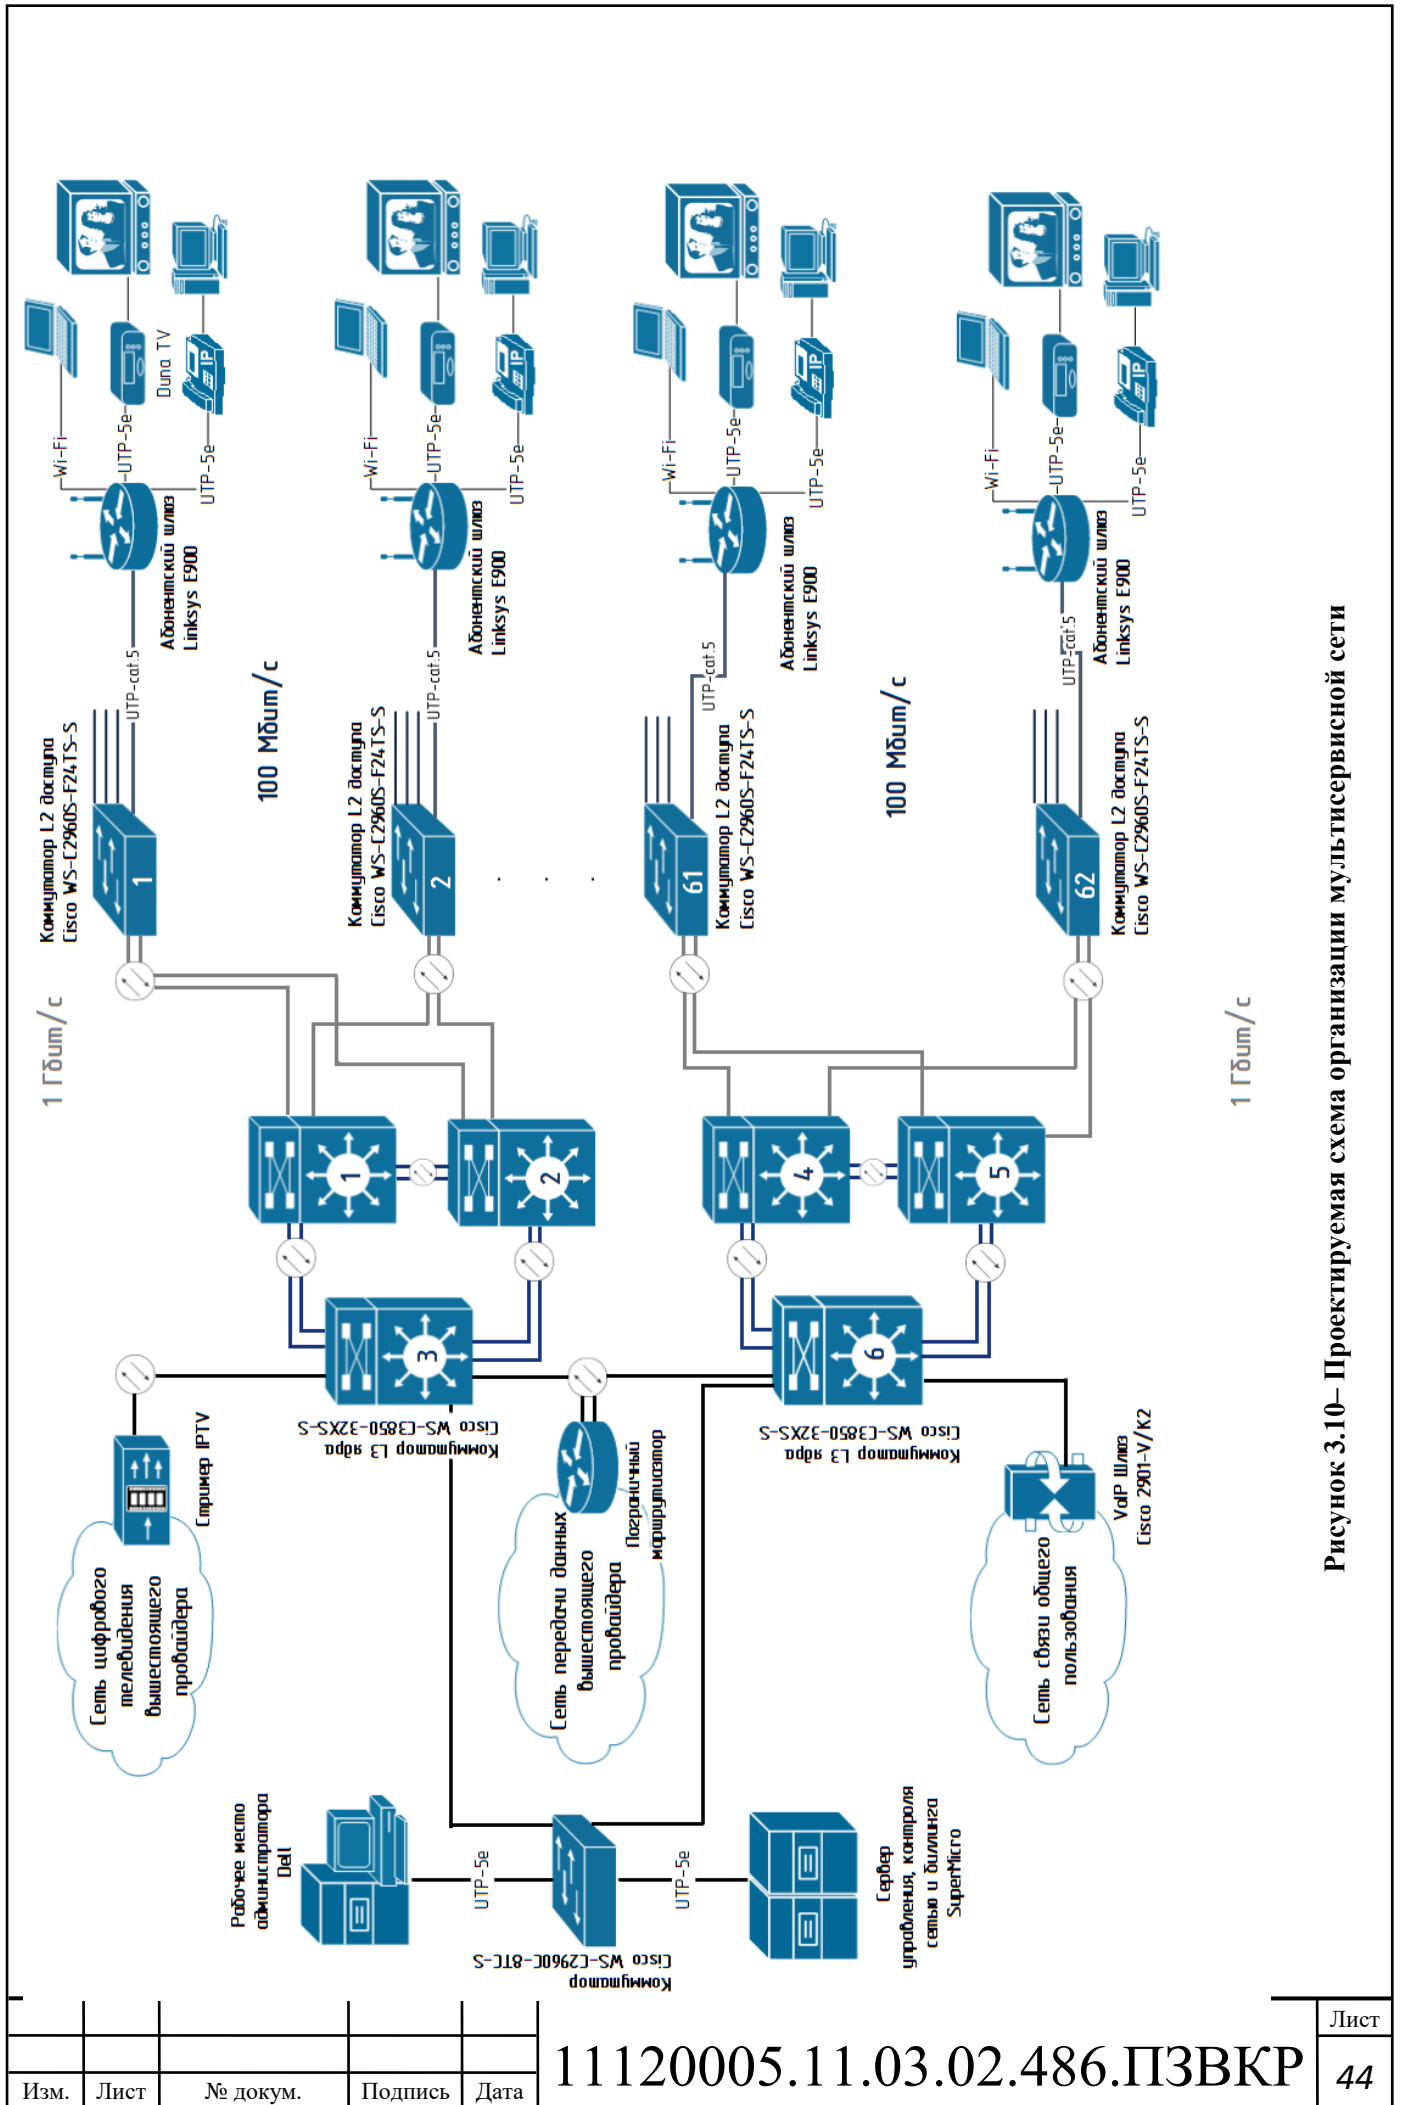 Duna TV
Wi-Fi
UTP-5e
UTP-5e
IP
Абонентский шлюз
Linksys E900
UTP-cat.5
Коммутатор L2 доступа
Cisco WS-C2960S-F24TS-S
1
Wi-Fi
UTP-5e
UTP-5e
IP
Абонентский шлюз
Linksys E900
UTP-cat.5
Коммутатор L2 доступа
Cisco WS-C2960S-F24TS-S
2
. . .
Wi-Fi
UTP-5e
UTP-5e
IP
Абонентский шлюз
Linksys E900
UTP-cat.5
Коммутатор L2 доступа
Cisco WS-C2960S-F24TS-S
61
Wi-Fi
UTP-5e
UTP-5e
IP
Абонентский шлюз
Linksys E900
UTP-cat.5
Коммутатор L2 доступа
Cisco WS-C2960S-F24TS-S
62
100 Мбит/с
100 Мбит/с
1 Гбит/с
1 Гбит/с
1
2
4
5
3
6
Коммутатор L3 ядра
Cisco WS-C3850-32XS-S
Коммутатор L3 ядра
Cisco WS-C3850-32XS-S
Стример IPTV
Сеть цифрового
телевидения
вышестоящего
провайдера
Пограничный
маршрутиазтор
Сеть передачи данных
вышестоящего
провайдера
VoIP Шлюз
Cisco 2901-V/K2
Сеть связи общего
пользования
Рабочее место
администратора
Dell
UTP-5e
UTP-5e
Коммутатор
Cisco WS-C2960C-8TC-S
Сервер
управления, контроля
сетью и биллинга
SuperMicro
Рисунок 3.10– Проектируемая схема организации мультисервисной сети
Изм. Лист № докум. Подпись Дата
11120005.11.03.02.486.ПЗВКР
Лист
44